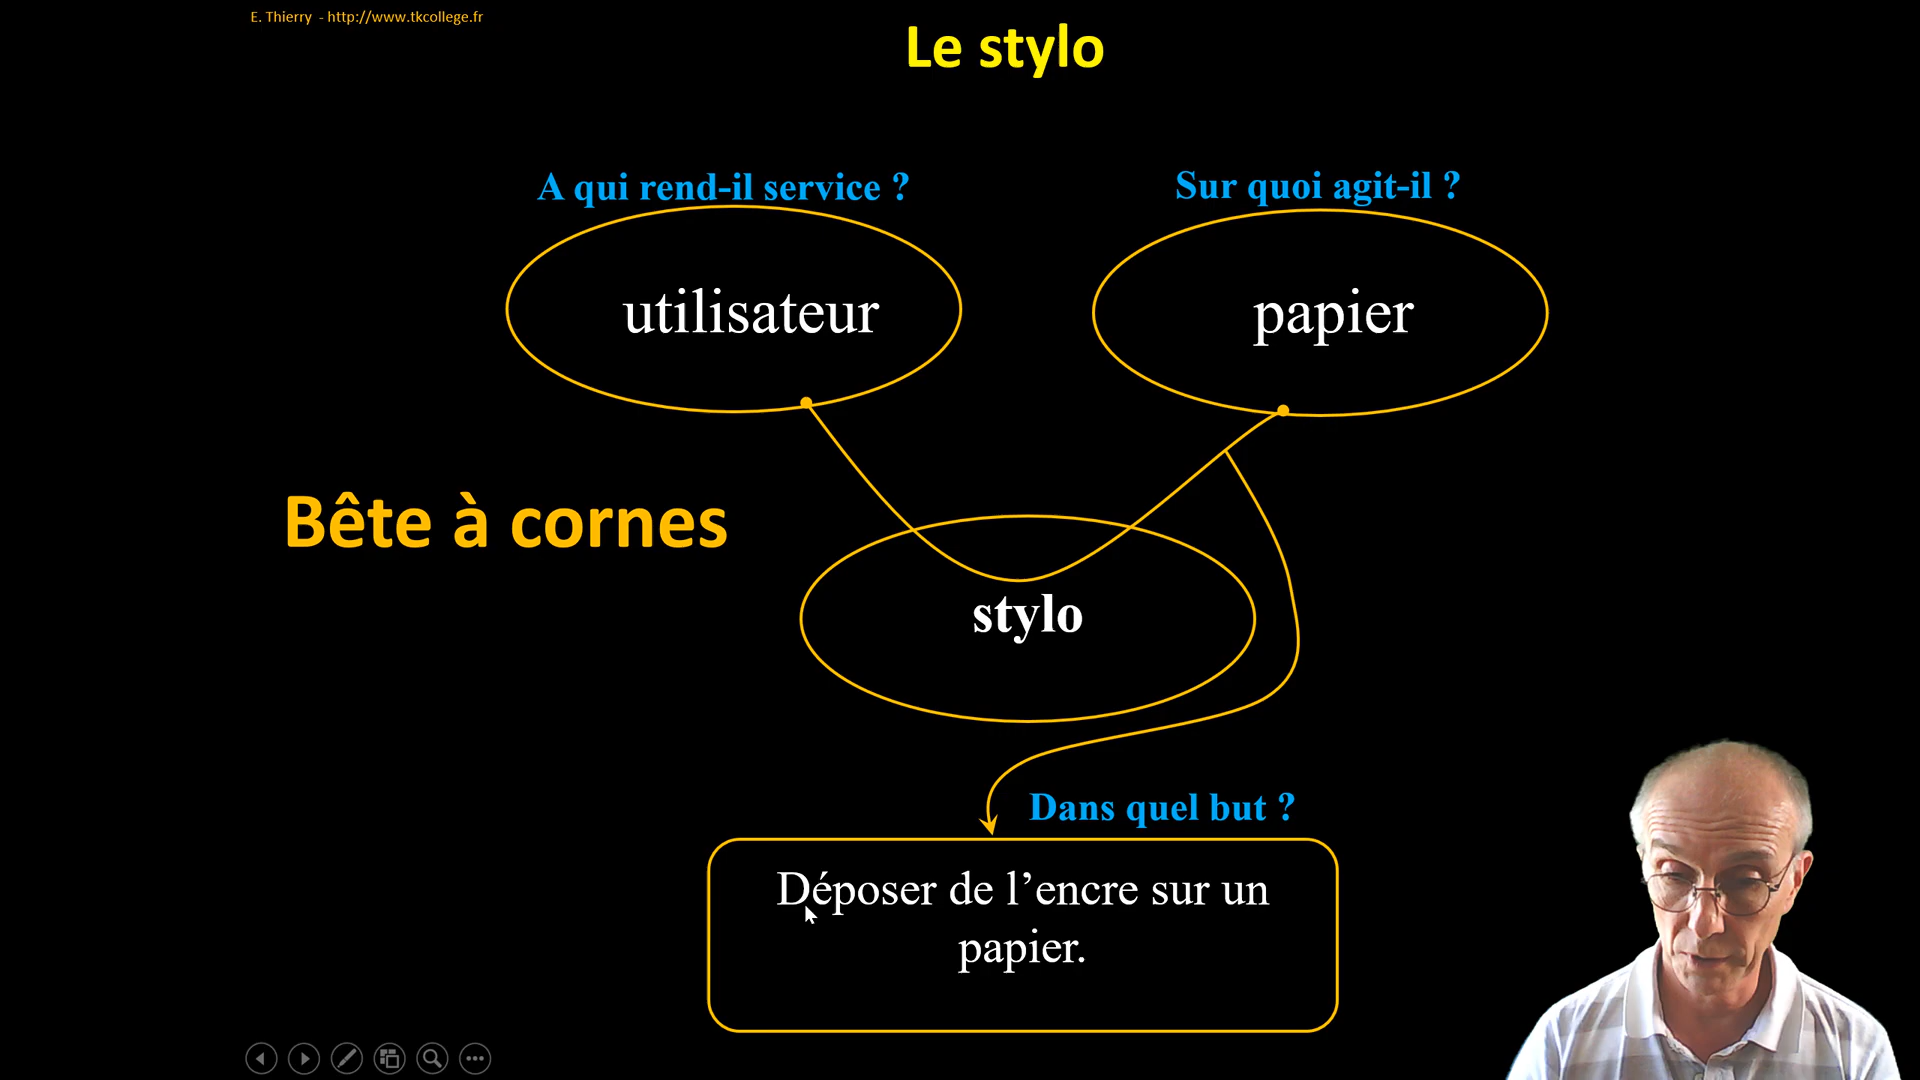 E. Thierry - http://www.tkcollege.fr
Le stylo
A qui rend-il service ?
Sur quoi agit-il ?
utilisateur
papier
Bête à cornes
stylo
Dans quel but ?
Déposer de l’encre sur un
papier.